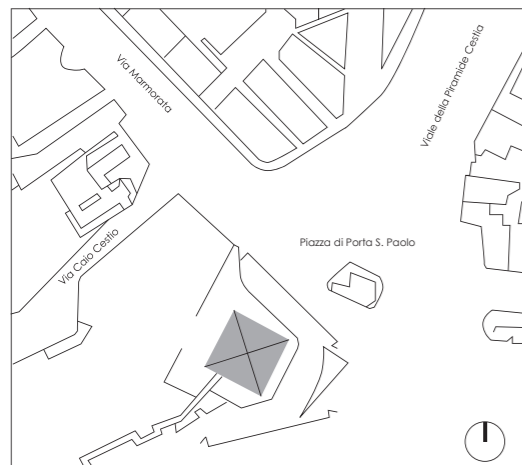 Via Marmorata
Viale della Piramide Cestia
Piazza di Porta S. Paolo
Via Caio Cestio